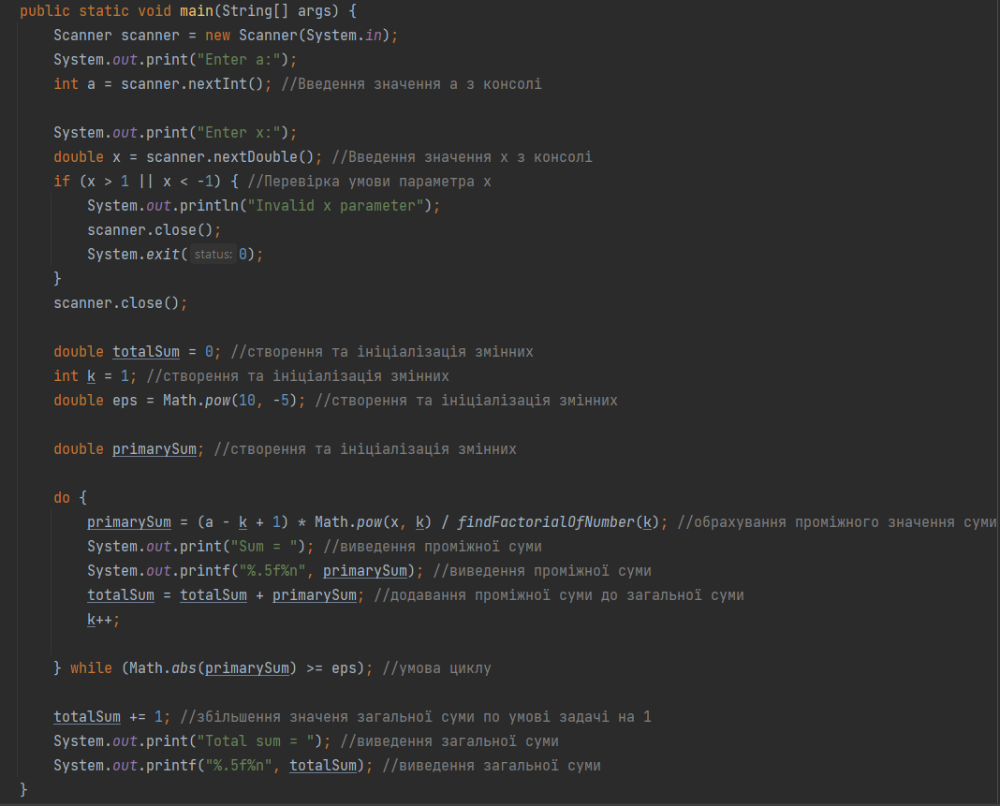 public static void main(String[] args) {
Scanner scanner = new Scanner(System.in);
System.out.print("Enter a:");
int a = scanner.nextInt(); //Введення значення a з консолі
System.out.print("Enter x:");
double x = scanner.nextDouble(); //Введення значення x з консолі
if (x > 1 || x < -1) { //Перевірка умови параметра x
System.out.println("Invalid x parameter");
scanner.close();
System.exit( status: 0);
}
scanner.close();
double totalSum = 0; //створення та ініціалізація змінних
int k = 1; //створення та ініціалізація змінних
double eps = Math.pow(10, -5); //створення та ініціалізація змінних
double primarySum; //створення та ініціалізація змінних
do {
primarySum = (a - k + 1) * Math.pow(x, k) / findFactorialOfNumber(k); //обрахування проміжного значення суми
System.out.print("Sum = "); //виведення проміжної суми
System.out.printf("%.5f%n", primarySum); //виведення проміжної суми
totalSum = totalSum + primarySum; //додавання проміжної суми до загальної суми
k++;
} while (Math.abs(primarySum) >= eps); //умова циклу
totalSum += 1; //збільшення значеня загальної суми по умові задачі на 1
System.out.print("Total sum = "); //виведення загальної суми
System.out.printf("%.5f%n", totalSum); //виведення загальної суми
}